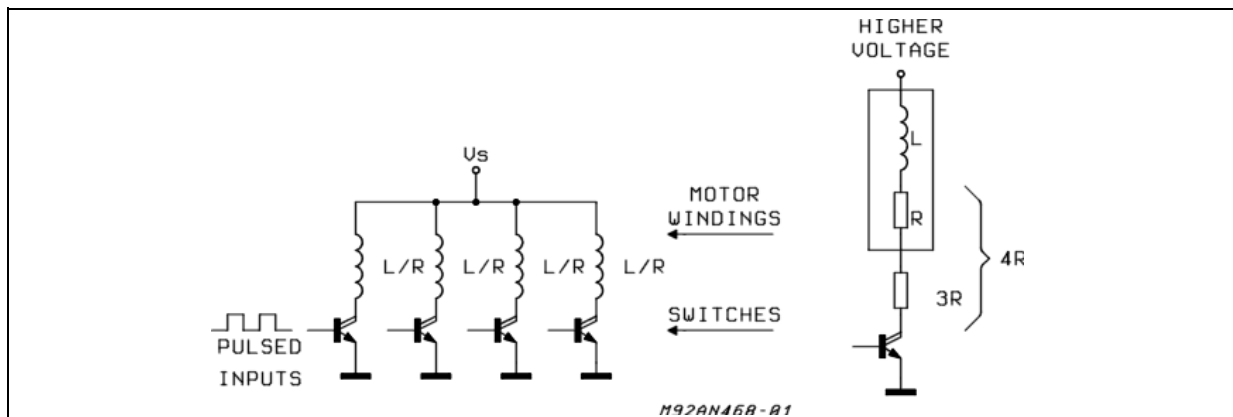 HIGHER
VOLTAGE
L
R
3R
4R
Vs
MOTOR
WINDINGS
L/R L/R L/R L/R
SWITCHES
PULSED
INPUTS
M92AN468-01